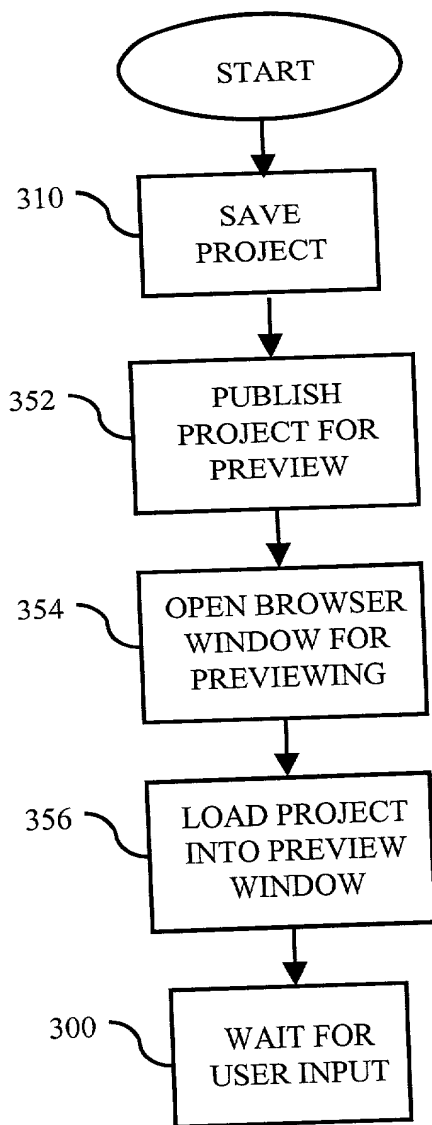 START
310
SAVE
PROJECT
352
PUBLISH
PROJECT FOR
PREVIEW
354
OPEN BROWSER
WINDOW FOR
PREVIEWING
356
LOAD PROJECT
INTO PREVIEW
WINDOW
300
WAIT FOR
USER INPUT